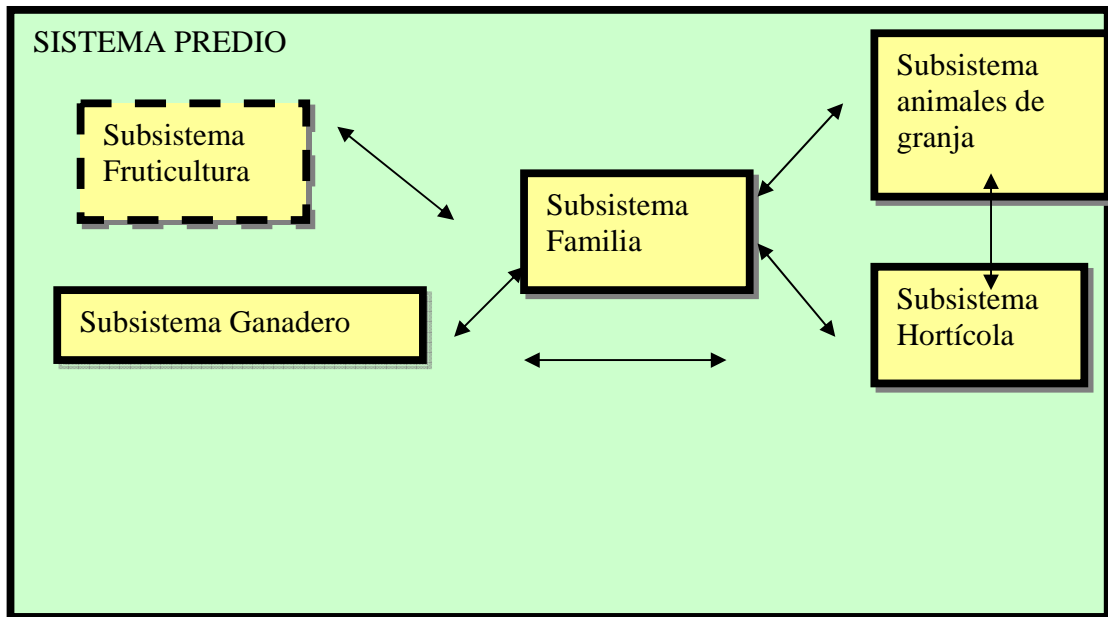 SISTEMA PREDIO
Subsistema
Fruticultura
Subsistema Ganadero
Subsistema
Familia
Subsistema
animales de
granja
Subsistema
Hortícola